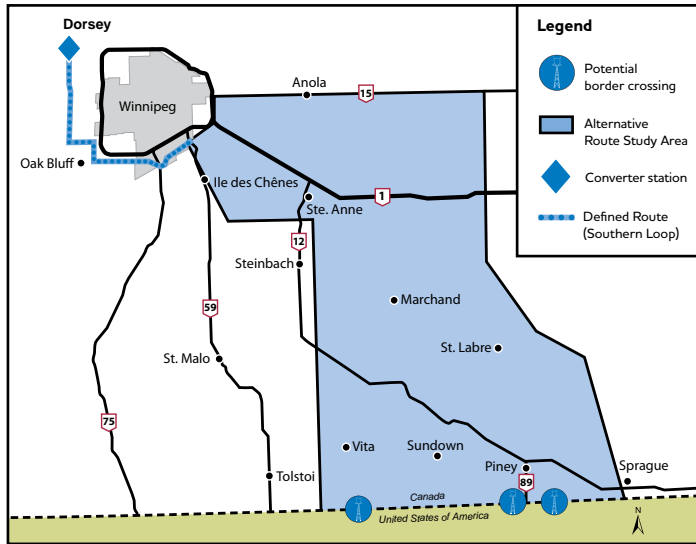 Dorsey
Legend
Potential
border crossing
Alternative
Route Study Area
Converter station
Defined Route
(Southern Loop)
Anola
15
Winnipeg
Oak Bluff
Ile des Chênes
1
Ste. Anne
12
Steinbach
Marchand
59
St. Labre
St. Malo
75
Vita
Sundown
Piney
Sprague
Tolstoi
89
Canada
United States of America
N